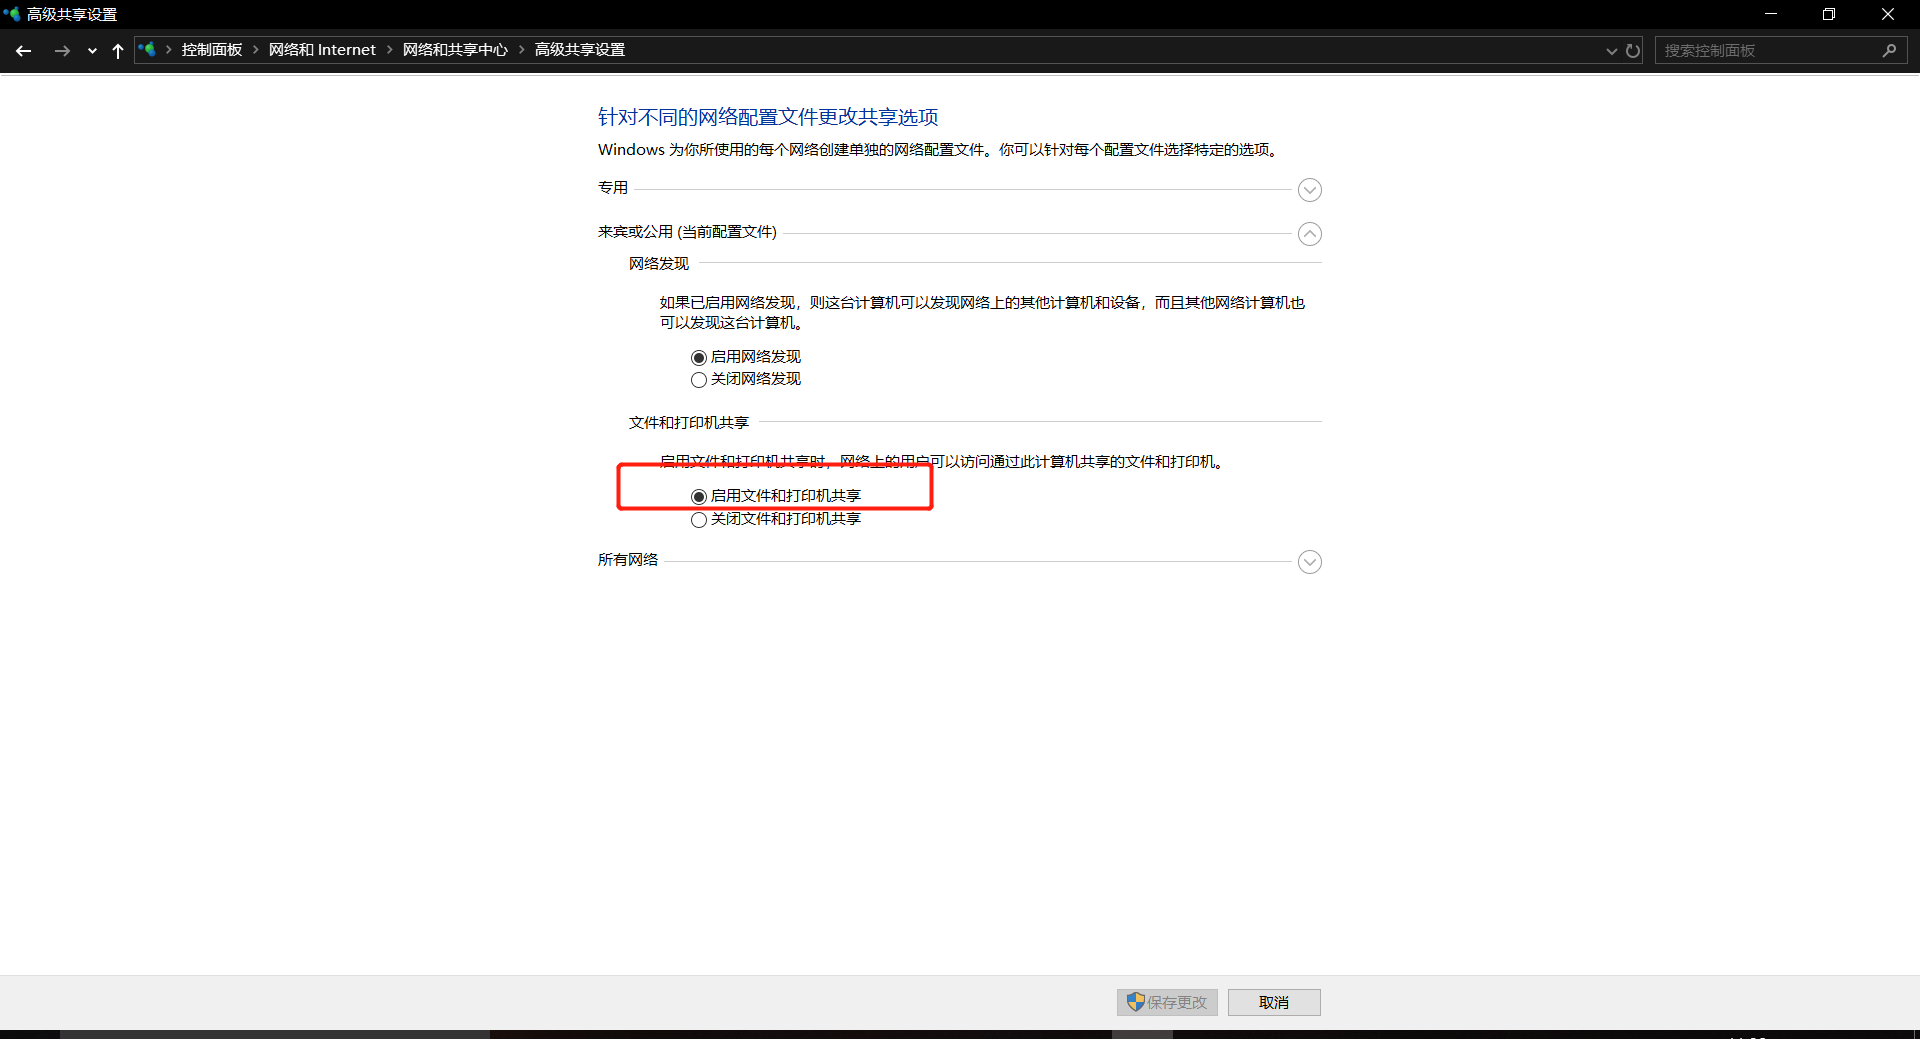 高级共享设置
控制面板 > 网络和 Internet > 网络和共享中心 > 高级共享设置
搜索控制面板
针对不同的网络配置文件更改共享选项
Windows 为你所使用的每个网络创建单独的网络配置文件。你可以针对每个配置文件选择特定的选项。
专用
来宾或公用 (当前配置文件)
网络发现
如果已启用网络发现，则这台计算机可以发现网络上的其他计算机和设备，而且其他网络计算机也
可以发现这台计算机。
启用网络发现
关闭网络发现
文件和打印机共享
启用文件和打印机共享时，网络上的用户可以访问通过此计算机共享的文件和打印机。
启用文件和打印机共享
关闭文件和打印机共享
所有网络
保存更改
取消